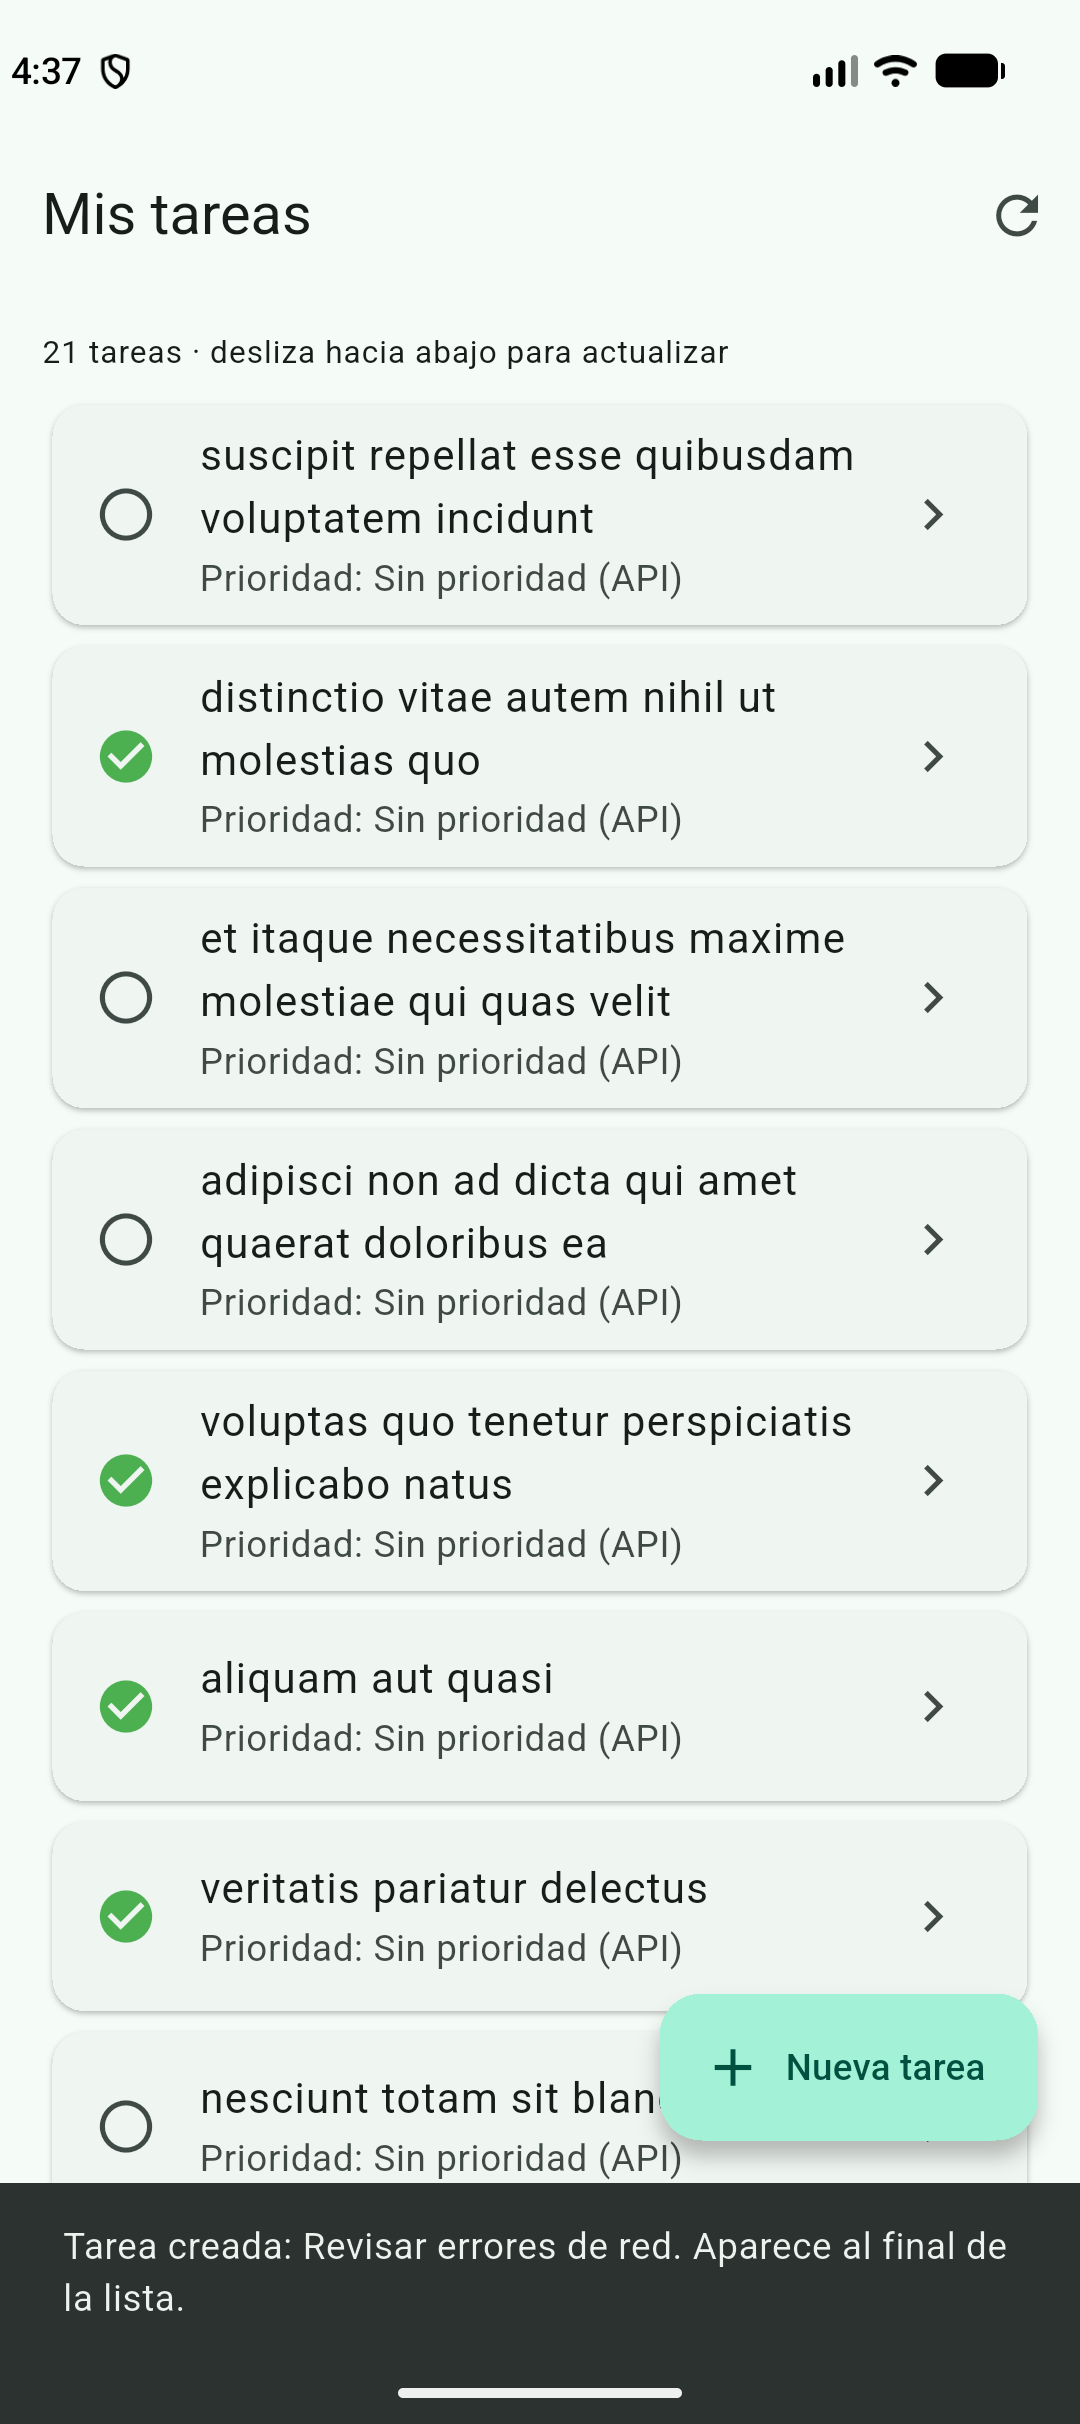 4:37
Mis tareas
21 tareas · desliza hacia abajo para actualizar
suscipit repellat esse quibusdam
voluptatem incidunt
Prioridad: Sin prioridad (API)
distinctio vitae autem nihil ut
molestias quo
Prioridad: Sin prioridad (API)
et itaque necessitatibus maxime
molestiae qui quas velit
Prioridad: Sin prioridad (API)
adipisci non ad dicta qui amet
quaerat doloribus ea
Prioridad: Sin prioridad (API)
voluptas quo tenetur perspiciatis
explicabo natus
Prioridad: Sin prioridad (API)
aliquam aut quasi
Prioridad: Sin prioridad (API)
veritatis pariatur delectus
Prioridad: Sin prioridad (API)
nesciunt totam sit
Prioridad: Sin prioridad (API)
Nueva tarea
Tarea creada: Revisar errores de red. Aparece al final de
la lista.